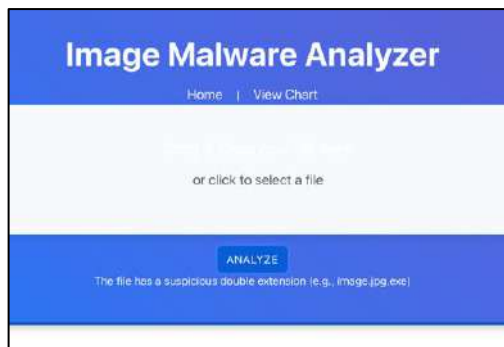 Image Malware Analyzer
Home | View Chart
or click to select a file
ANALYZE
The file has a suspicious double extension (e.g., image.jpg.exe)